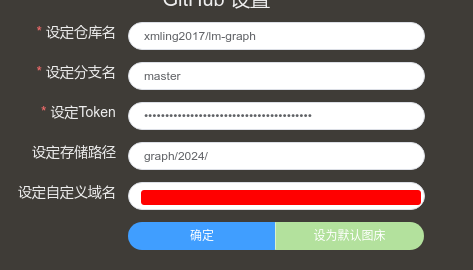 GitHub 设置
* 设定仓库名
xmling2017/lm-graph
* 设定分支名
master
* 设定Token
设定存储路径
graph/2024/
设定自定义域名
确定
设为默认图床